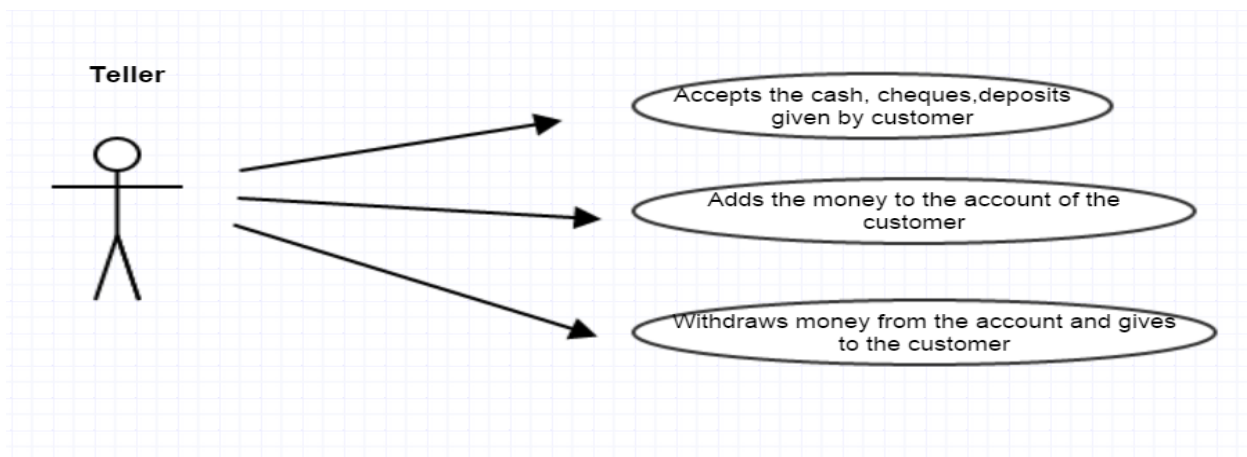 Teller
Accepts the cash, cheques,deposits
given by customer
Adds the money to the account of the
customer
Withdraws money from the account and gives
to the customer